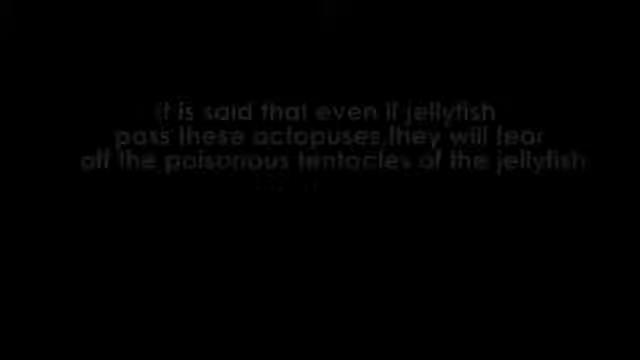 It is said that even if jellyfish
pass these octopuses,they will tear
off the poisonous tentacles of the jellyfish